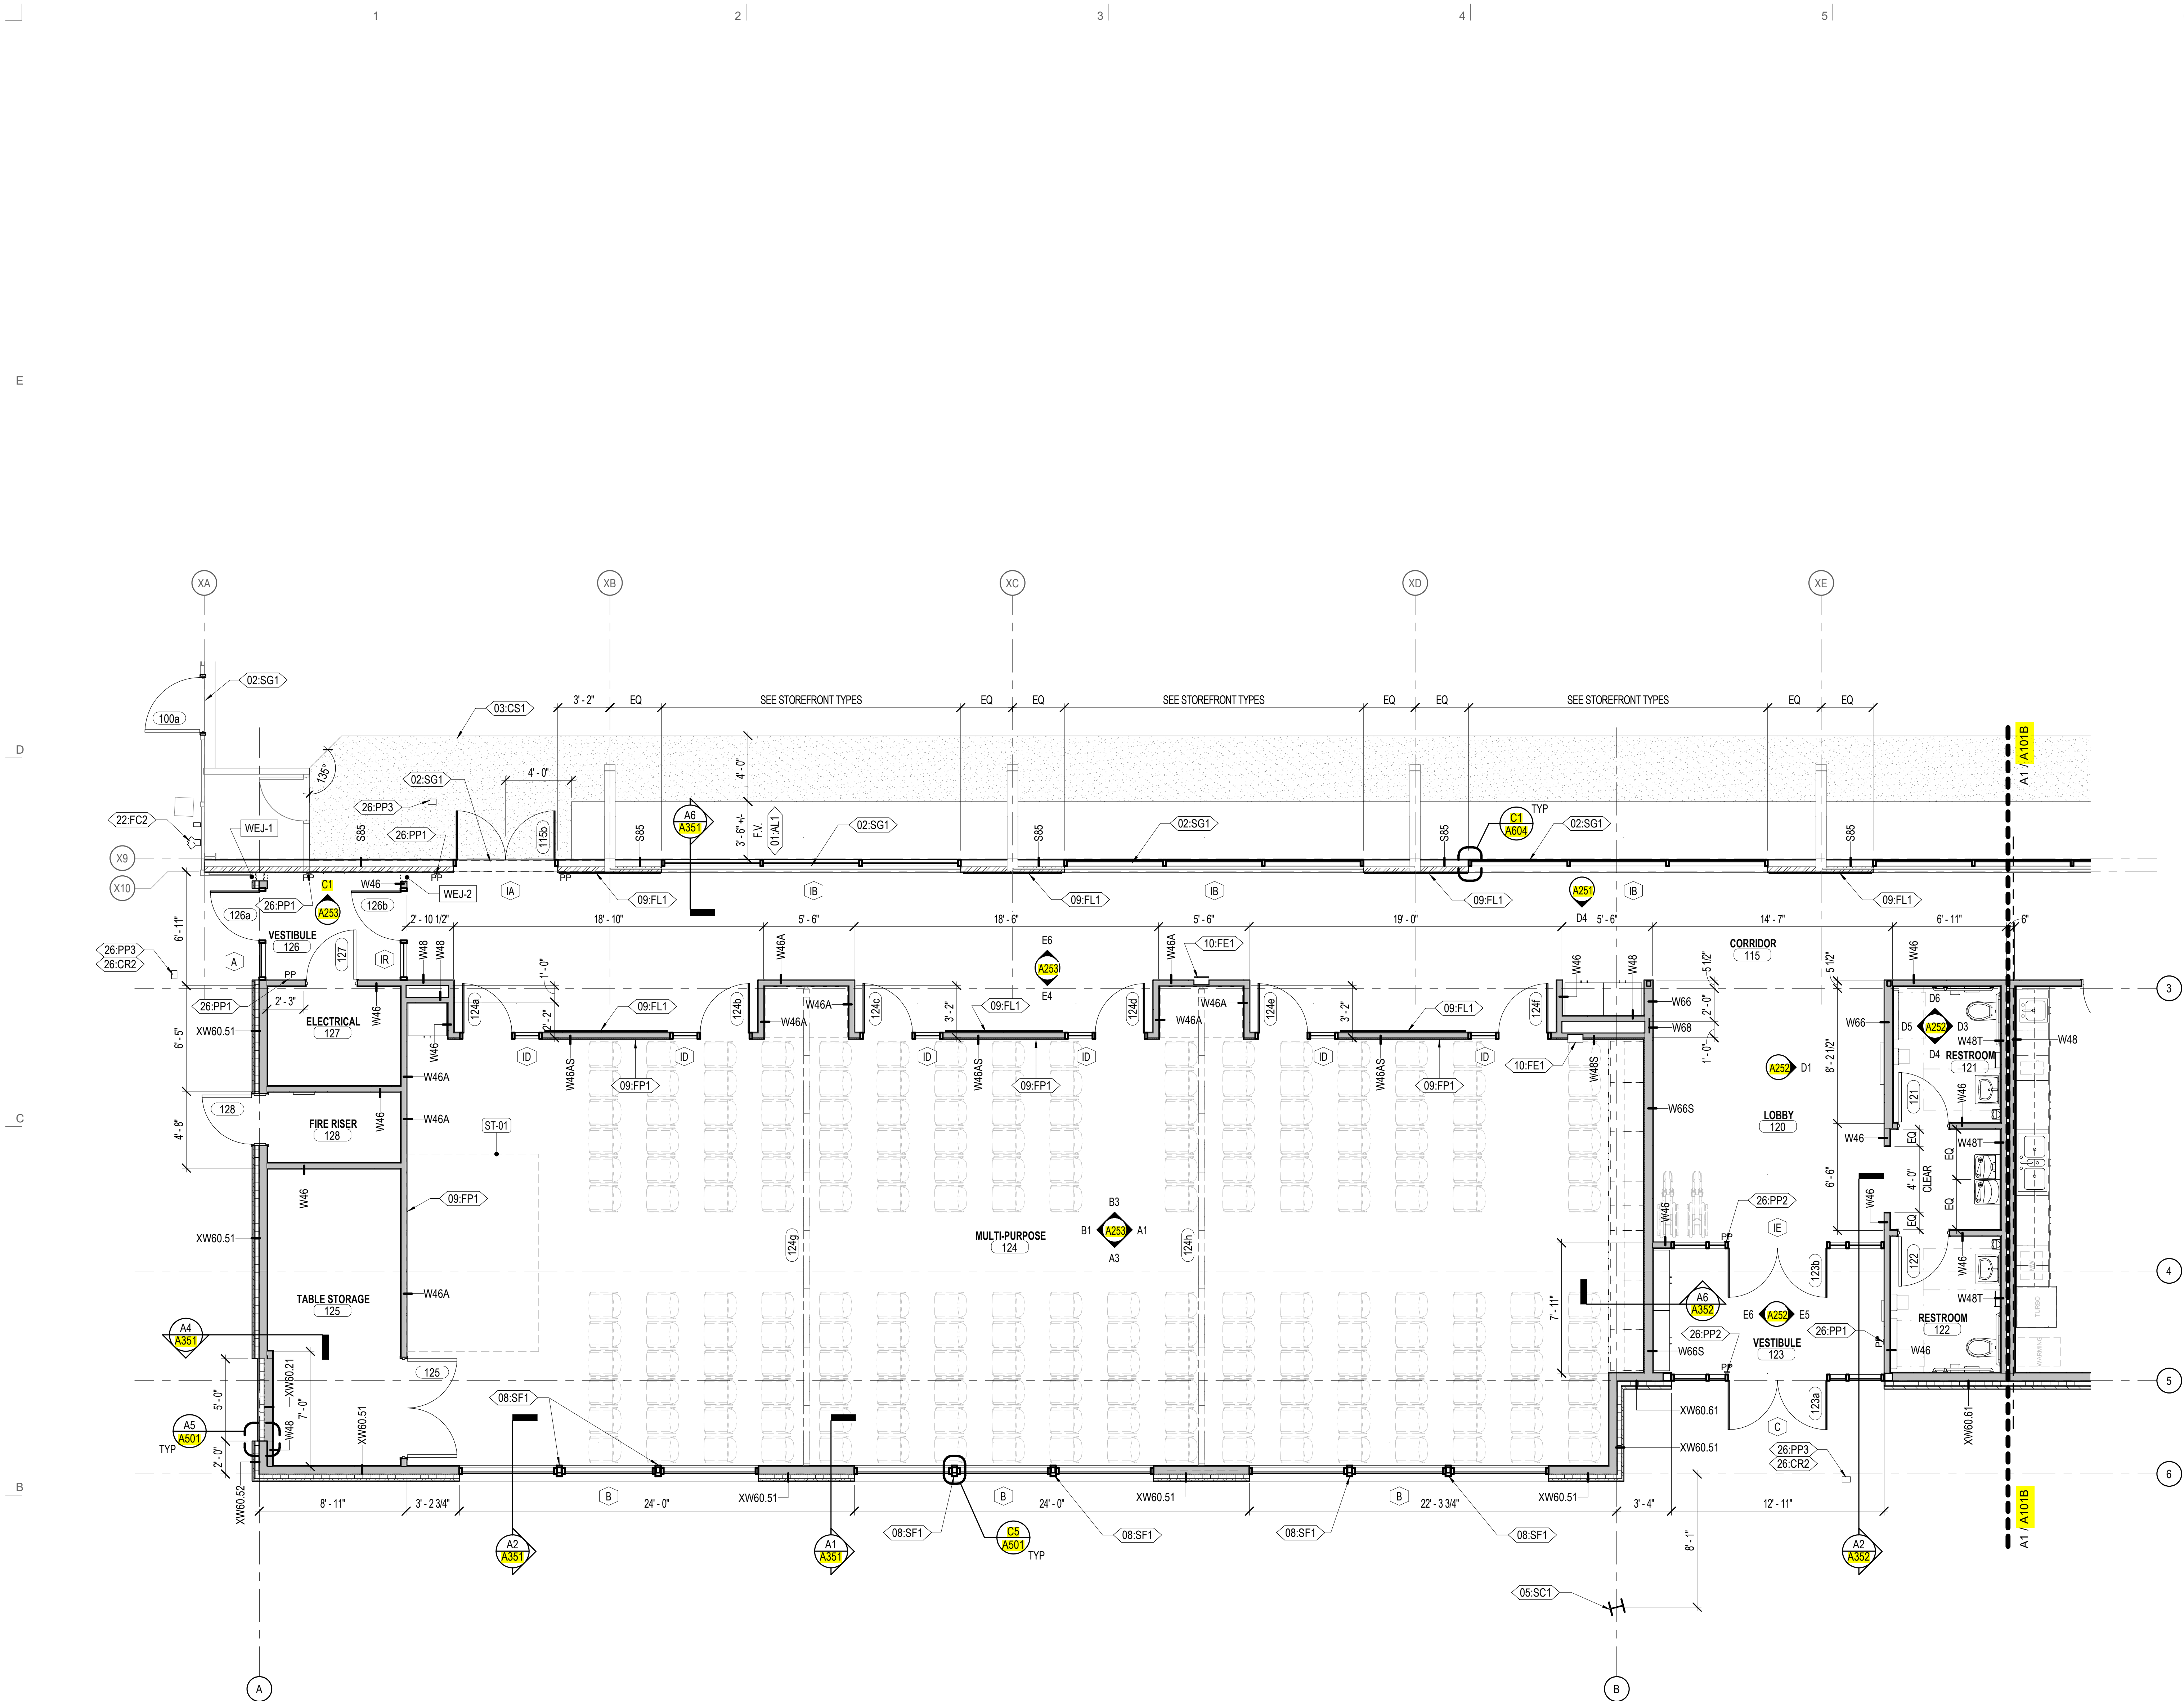 1
2
3
4
5
E
D
C
B
XA
XB
XC
XD
XE
02:SG1
100a
03:CS1
3' - 2"
EQ
SEE STOREFRONT TYPES
EQ
EQ
SEE STOREFRONT TYPES
EQ
EQ
SEE STOREFRONT TYPES
EQ
EQ
A1 / A101B
135°
02:SG1
4' - 0"
4' - 0"
26:PP3
22:FC2
WEJ-1
26:PP1
S85
115b
S85
A6
A351
3' - 6" +/-
F.V.
01:AL1
02:SG1
S85
02:SG1
C1
A604
TYP
S85
02:SG1
S85
X9
X10
PP
C1
A253
W46
PP
WEJ-2
PP
IA
09:FL1
IB
09:FL1
IB
09:FL1
A251
D4
IB
09:FL1
26:PP1
126a
126b
6' - 11"
2' - 10 1/2"
18' - 10"
5' - 6"
18' - 6"
5' - 6"
19' - 0"
5' - 6"
14' - 7"
6' - 11"
6"
VESTIBULE
126
127
26:PP3
26:CR2
A
IR
W48
W48
W46A
E6
A253
E4
W46A
10:FE1
W46
W48
CORRIDOR
115
5 1/2"
5 1/2"
W46
PP
26:PP1
2' - 3"
W46
1' - 0"
2' - 2"
124a
09:FL1
124b
W46A
W46A
124c
3' - 2"
09:FL1
124d
W46A
W46A
124e
3' - 2"
09:FL1
124f
W66
2' - 0"
W68
1' - 0"
3
XW60.51
ELECTRICAL
127
6' - 5"
W46
ID
W46AS
09:FP1
ID
ID
W46AS
09:FP1
ID
ID
W46AS
09:FP1
ID
10:FE1
W48S
W66
8' - 2 1/2"
D6
D5
A252
D3
D4
W48T
RESTROOM
121
W48
A252
D1
W46A
128
FIRE RISER
128
4' - 8"
W46
W46A
ST-01
W66S
LOBBY
120
121
W46
W46
EQ
EQ
W48T
W46
09:FP1
6' - 6"
4' - 0"
CLEAR
EQ
EQ
W46
XW60.51
124g
MULTI-PURPOSE
124
B3
B1
A253
A1
A3
124h
W46
PP
26:PP2
IE
122
W46
4
TABLE STORAGE
125
W46A
7' - 11"
A6
A352
123b
W48T
TURBO
A4
A351
26:PP2
E6
A252
E5
VESTIBULE
123
26:PP1
PP
W46
RESTROOM
122
WARMING
125
W66S
PP
5
5' - 0"
XW60.21
7' - 0"
A5
A501
TYP
W48
XW60.51
2' - 0"
08:SF1
XW60.61
123a
C
XW60.61
XW60.51
26:PP3
26:CR2
6
XW60.52
B
XW60.51
B
XW60.51
B
XW60.51
A1 / A101B
8' - 11"
3' - 2 3/4"
24' - 0"
24' - 0"
22' - 3 3/4"
3' - 4"
12' - 11"
A2
A351
A1
A351
08:SF1
C5
A501
TYP
08:SF1
08:SF1
08:SF1
8' - 1"
A2
A352
05:SC1
A
B